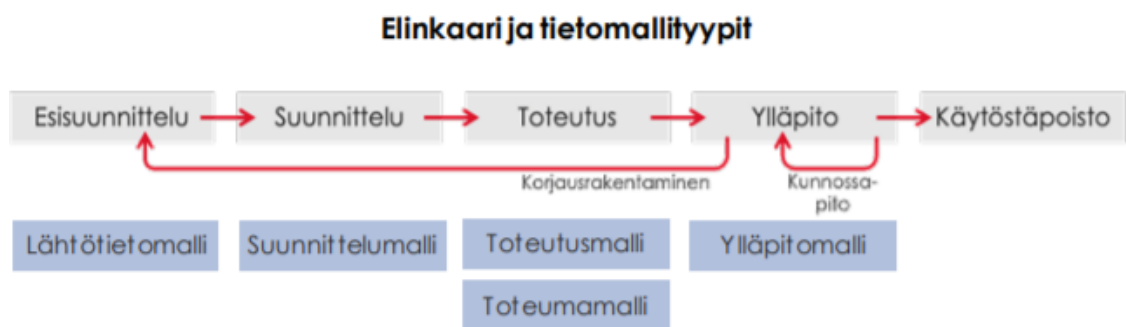 Elinkaari ja tietomallityypit
Esisuunnittelu
Suunnittelu
Toteutus
Ylläpito
Käytöstäpoisto
Korjausrakentaminen
Kunnossa-
pito
Lähtötietomalli
Suunnittelumalli
Toteutusmalli
Ylläpitomalli
Toteumamalli